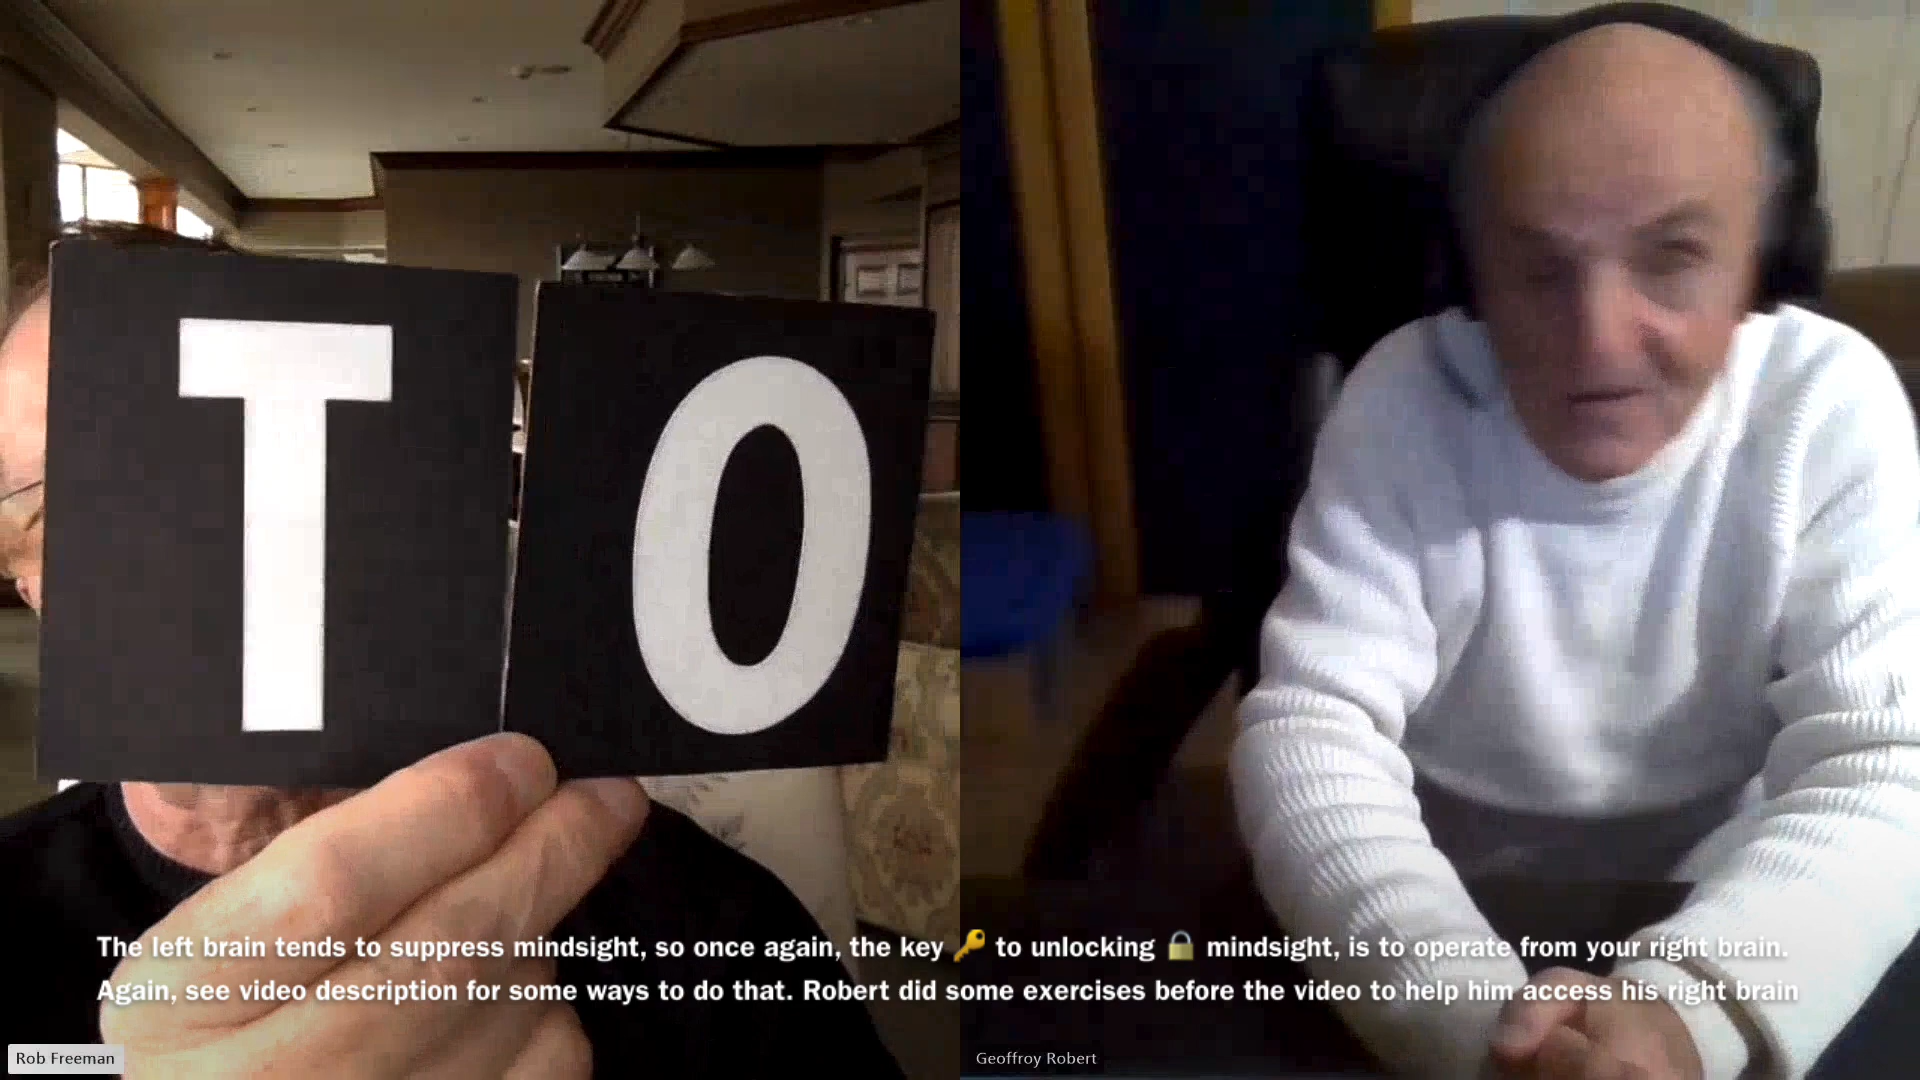 T O
The left brain tends to suppress mindsight, so once again, the key 🔑 to unlocking 🔒 mindsight, is to operate from your right brain.
Again, see video description for some ways to do that. Robert did some exercises before the video to help him access his right brain
Rob Freeman
Geoffroy Robert